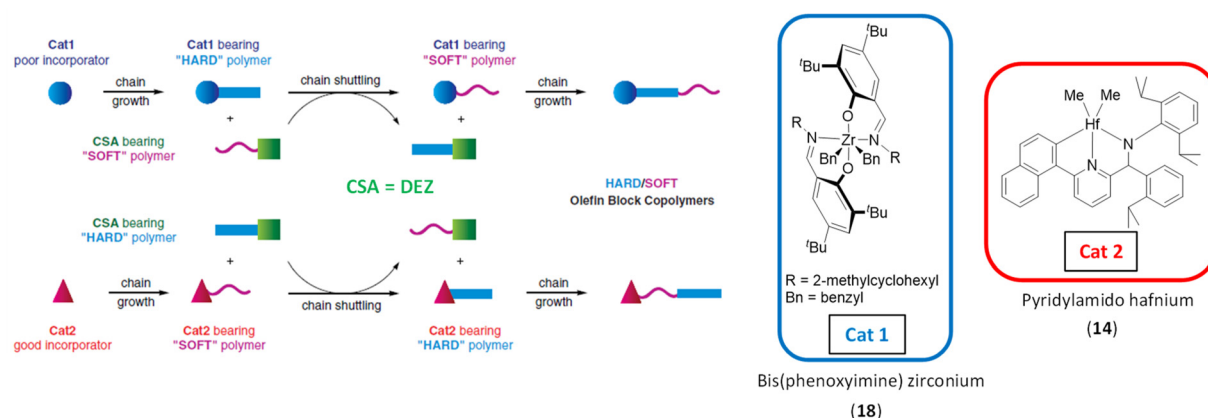 Cat1
poor incorporator
chain
growth
Cat1 bearing
"HARD" polymer
chain shuttling
Cat1 bearing
"SOFT" polymer
chain
growth
+
+
CSA bearing
"SOFT" polymer
CSA = DEZ
HARD/SOFT
Olefin Block Copolymers
CSA bearing
"HARD" polymer
+
+
chain
growth
chain shuttling
chain
growth
Cat2
good incorporator
Cat2 bearing
"SOFT" polymer
Cat2 bearing
"HARD" polymer
tBu
tBu
O
R
N
Zr
N
R
Bn
Bn
O
tBu
tBu
R = 2-methylcyclohexyl
Bn = benzyl
Cat 1
Bis(phenoxyimine) zirconium
(18)
Me
Me
Hf
N
N
Cat 2
Pyridylamido hafnium
(14)